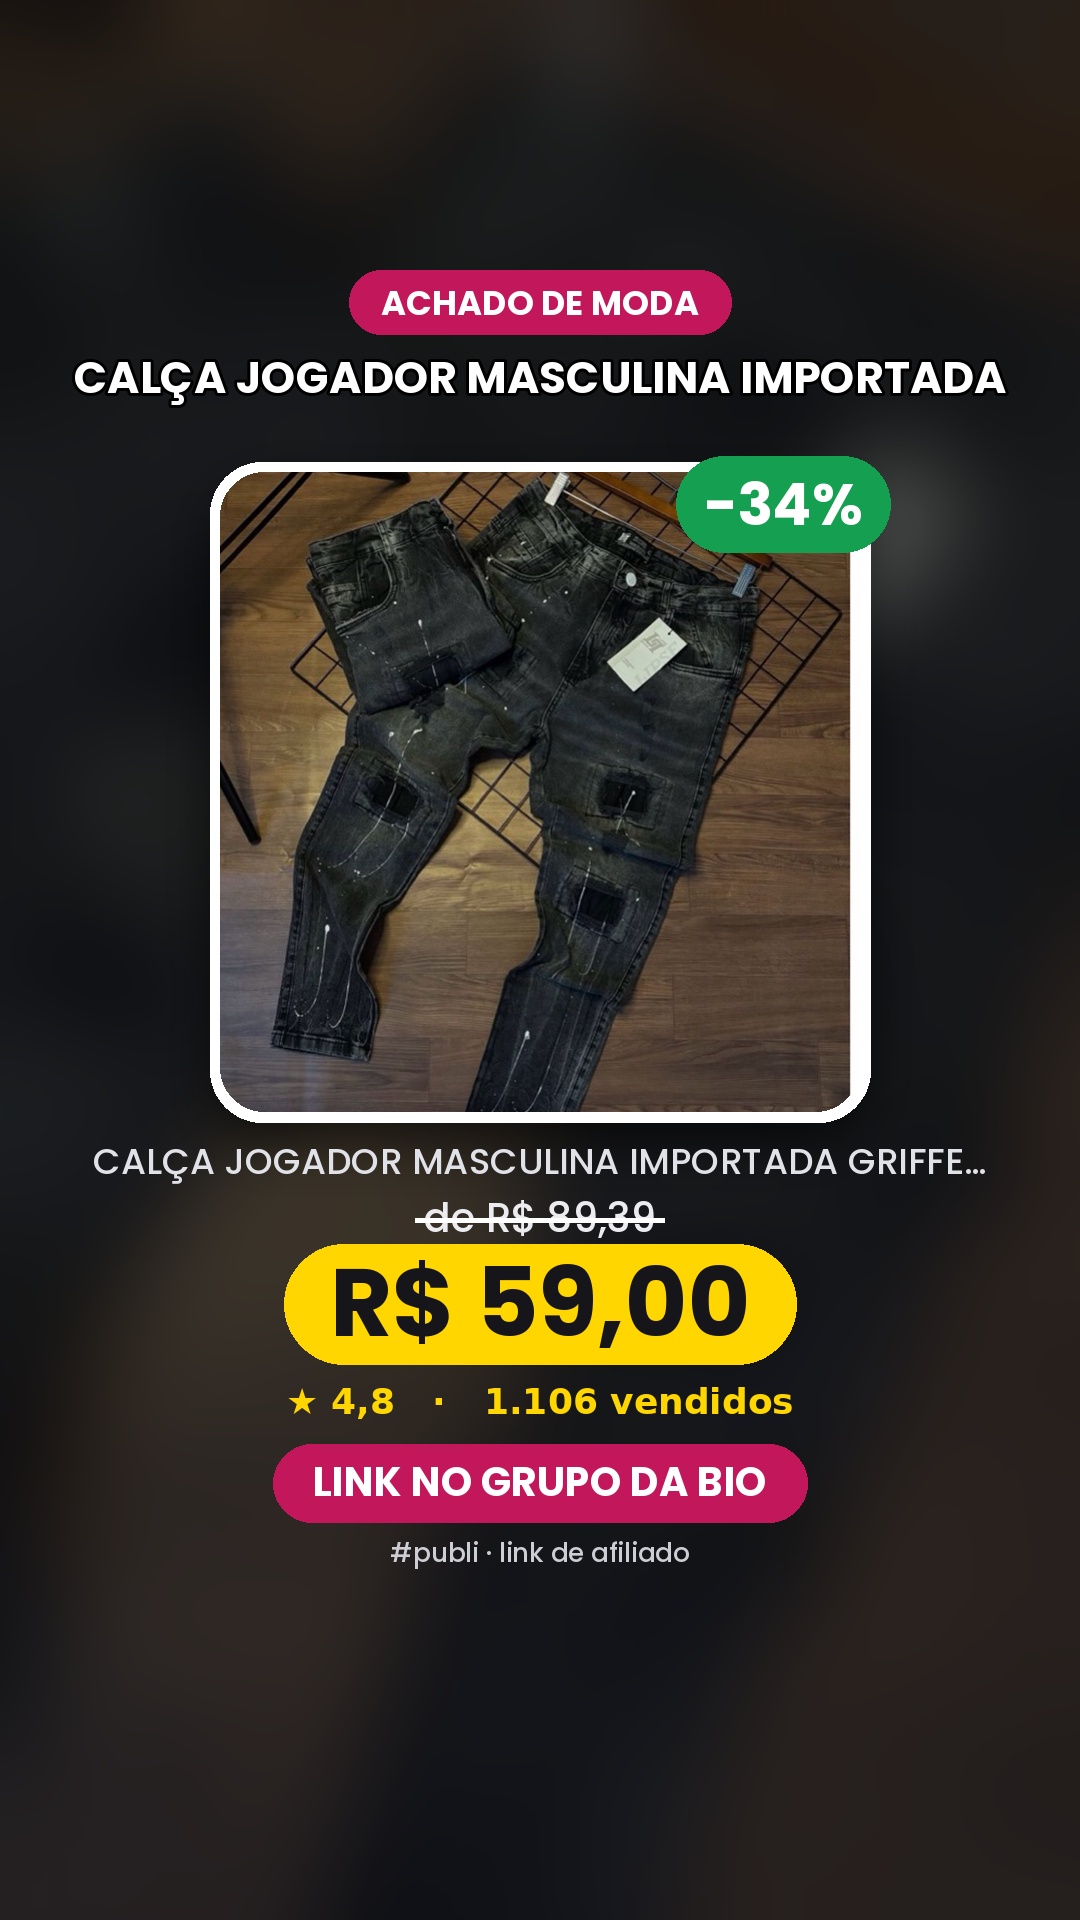 ACHADO DE MODA
CALÇA JOGADOR MASCULINA IMPORTADA
-34%
CALÇA JOGADOR MASCULINA IMPORTADA GRIFFE...
de R$ 89,39
R$ 59,00
★ 4,8 · 1.106 vendidos
LINK NO GRUPO DA BIO
#publi · link de afiliado